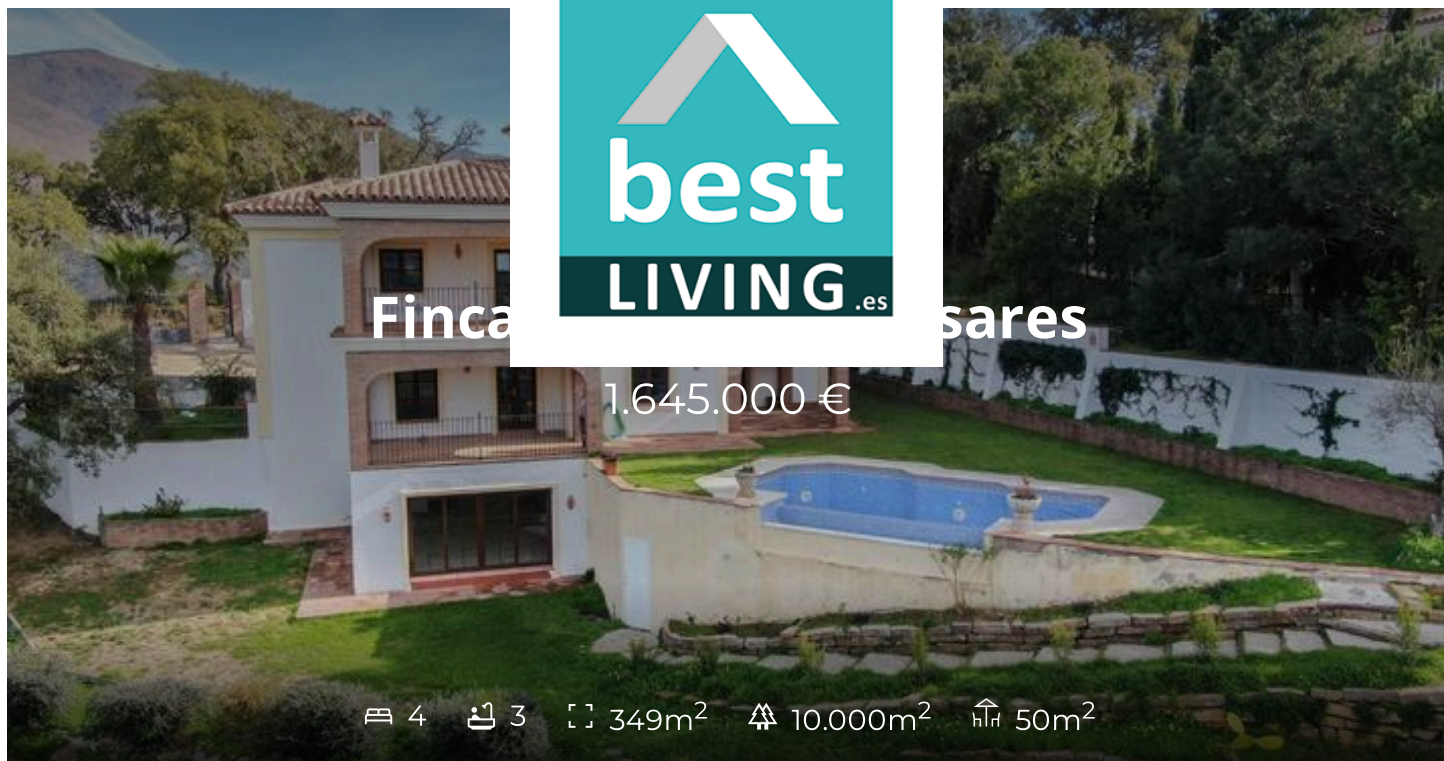 best
LIVING.es
Finca sares
1.645.000 €
4 3 349m² 10.000m² 50m²